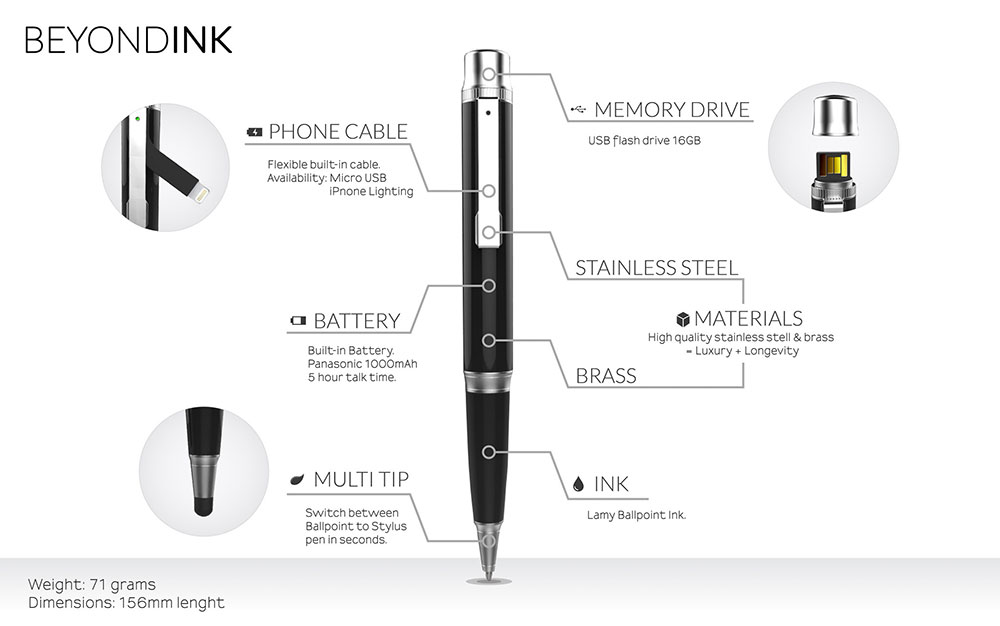 BEYONDINK
PHONE CABLE
Flexible built-in cable.
Availability: Micro USB
iPnone Lighting
BATTERY
Built-in Battery.
Panasonic 1000mAh
5 hour talk time.
MULTI TIP
Switch between
Ballpoint to Stylus
pen in seconds.
MEMORY DRIVE
USB flash drive 16GB
STAINLESS STEEL
MATERIALS
High quality stainless stell & brass
= Luxury + Longevity
BRASS
INK
Lamy Ballpoint Ink.
Weight: 71 grams
Dimensions: 156mm lenght